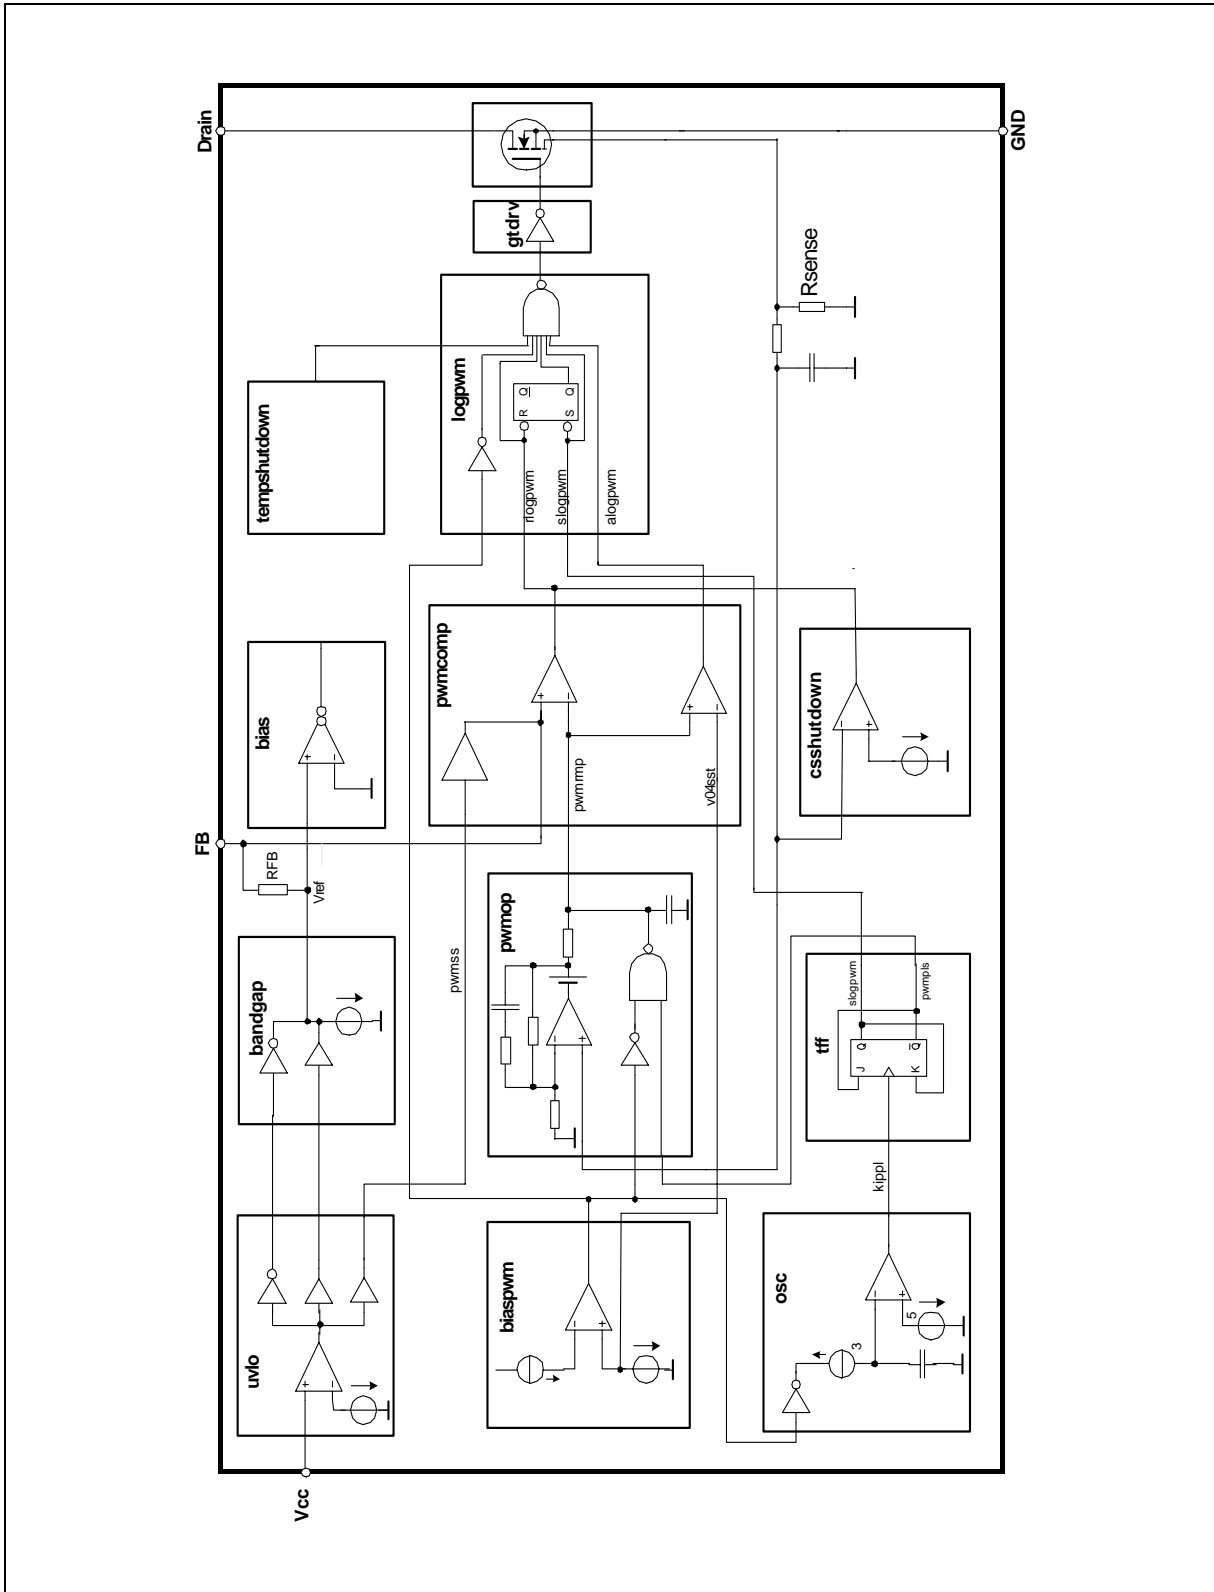 Drain
GND
gtdrv
Rsense
logpwm
Q
Q
R
S
rlogpwm
slogpwm
alogpwm
tempshutdown
bias
+
−
pwmcomp
+
−
+
−
pwmrmp
v04sst
csshutdown
−
+
FB
RFB
Vref
pwmss
bandgap
pwmop
−
+
tff
slogpwm
pwmpls
Q
Q
J
K
kippl
uvlo
+
−
biaspwm
−
+
osc
−
+
5
3
Vcc